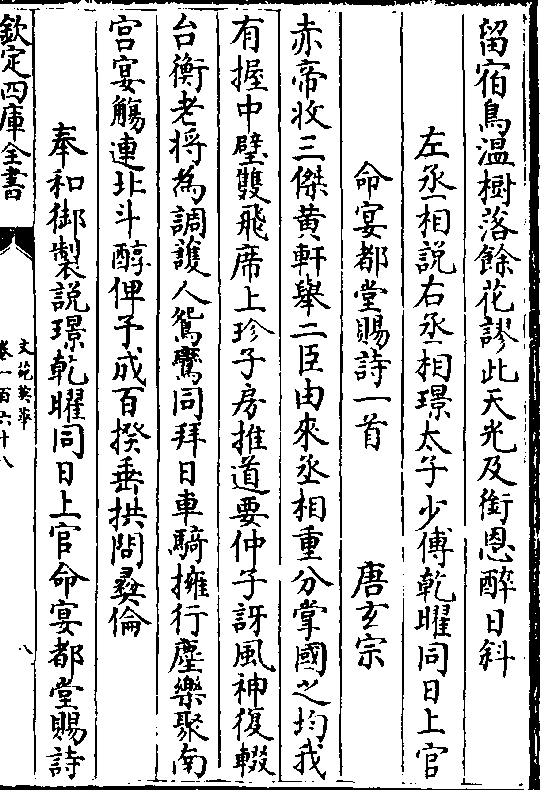 留宿鳥温樹落餘花謬此天光及銜恩醉日斜
左丞相說右丞相璟太子少傅乾曜同日上官
命宴都堂賜詩一首　唐玄宗
赤帝收三傑黄軒舉二臣由來丞相重分掌國之均我
有握中璧雙飛席上珍子房推道要仲子訝風神復輟
台衡老將為調護人鴛鸞同拜日車騎擁行塵樂聚南
宫宴觴連北斗醇俾予成百揆垂拱問彛倫
奉和御製說璟乾曜同日上官命宴都堂賜詩
欽定四庫全書
文苑英華
卷一百六十八
八